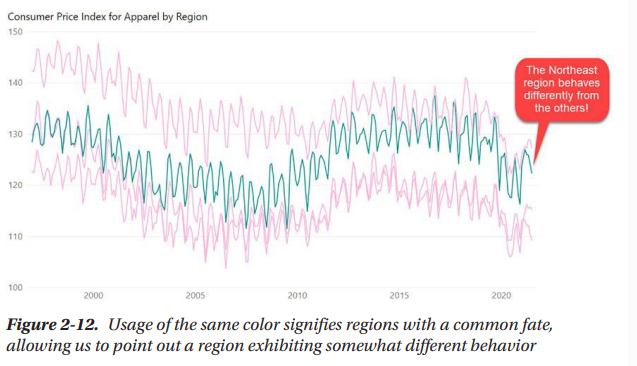 Consumer Price Index for Apparel by Region
150
140
130
120
110
100
2000
2005
2010
2015
2020
The Northeast
region behaves
differently from
the others!
Figure 2-12. Usage of the same color signifies regions with a common fate,
allowing us to point out a region exhibiting somewhat different behavior